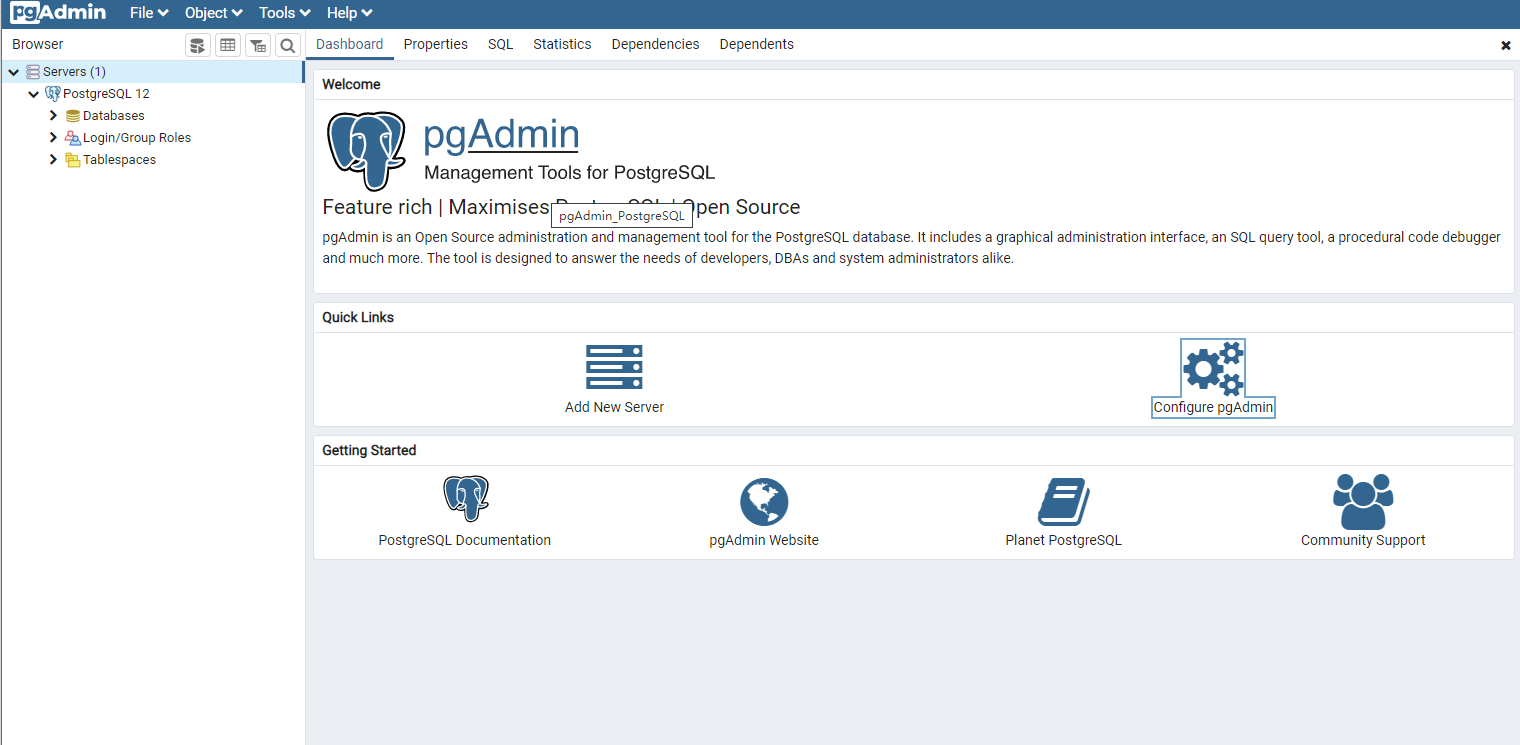 pgAdmin File Object Tools Help
Browser
Dashboard Properties SQL Statistics Dependencies Dependents
Servers (1)
PostgreSQL 12
Databases
Login/Group Roles
Tablespaces
Welcome
pgAdmin
Management Tools for PostgreSQL
Feature rich | Maximises | Open Source
pgAdmin_PostgreSQL
pgAdmin is an Open Source administration and management tool for the PostgreSQL database. It includes a graphical administration interface, an SQL query tool, a procedural code debugger
and much more. The tool is designed to answer the needs of developers, DBAs and system administrators alike.
Quick Links
Add New Server
Configure pgAdmin
Getting Started
PostgreSQL Documentation
pgAdmin Website
Planet PostgreSQL
Community Support